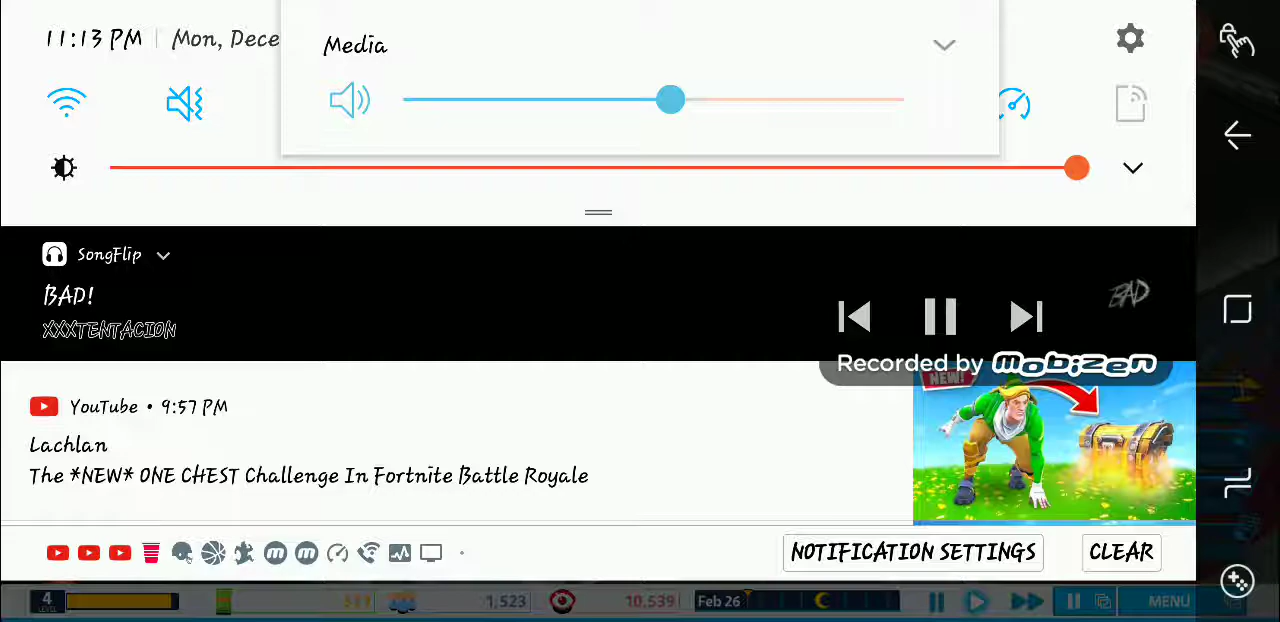 11:13 PM | Mon, Dece
Media
SongFlip
BAD!
XXXTENTACION
BAD
Recorded by mobizen
NEW!
YouTube • 9:57 PM
Lachlan
The *NEW* ONE CHEST Challenge In Fortnite Battle Royale
NOTIFICATION SETTINGS
CLEAR
4
LEVEL
1,523
10,539
Feb 26
MENU